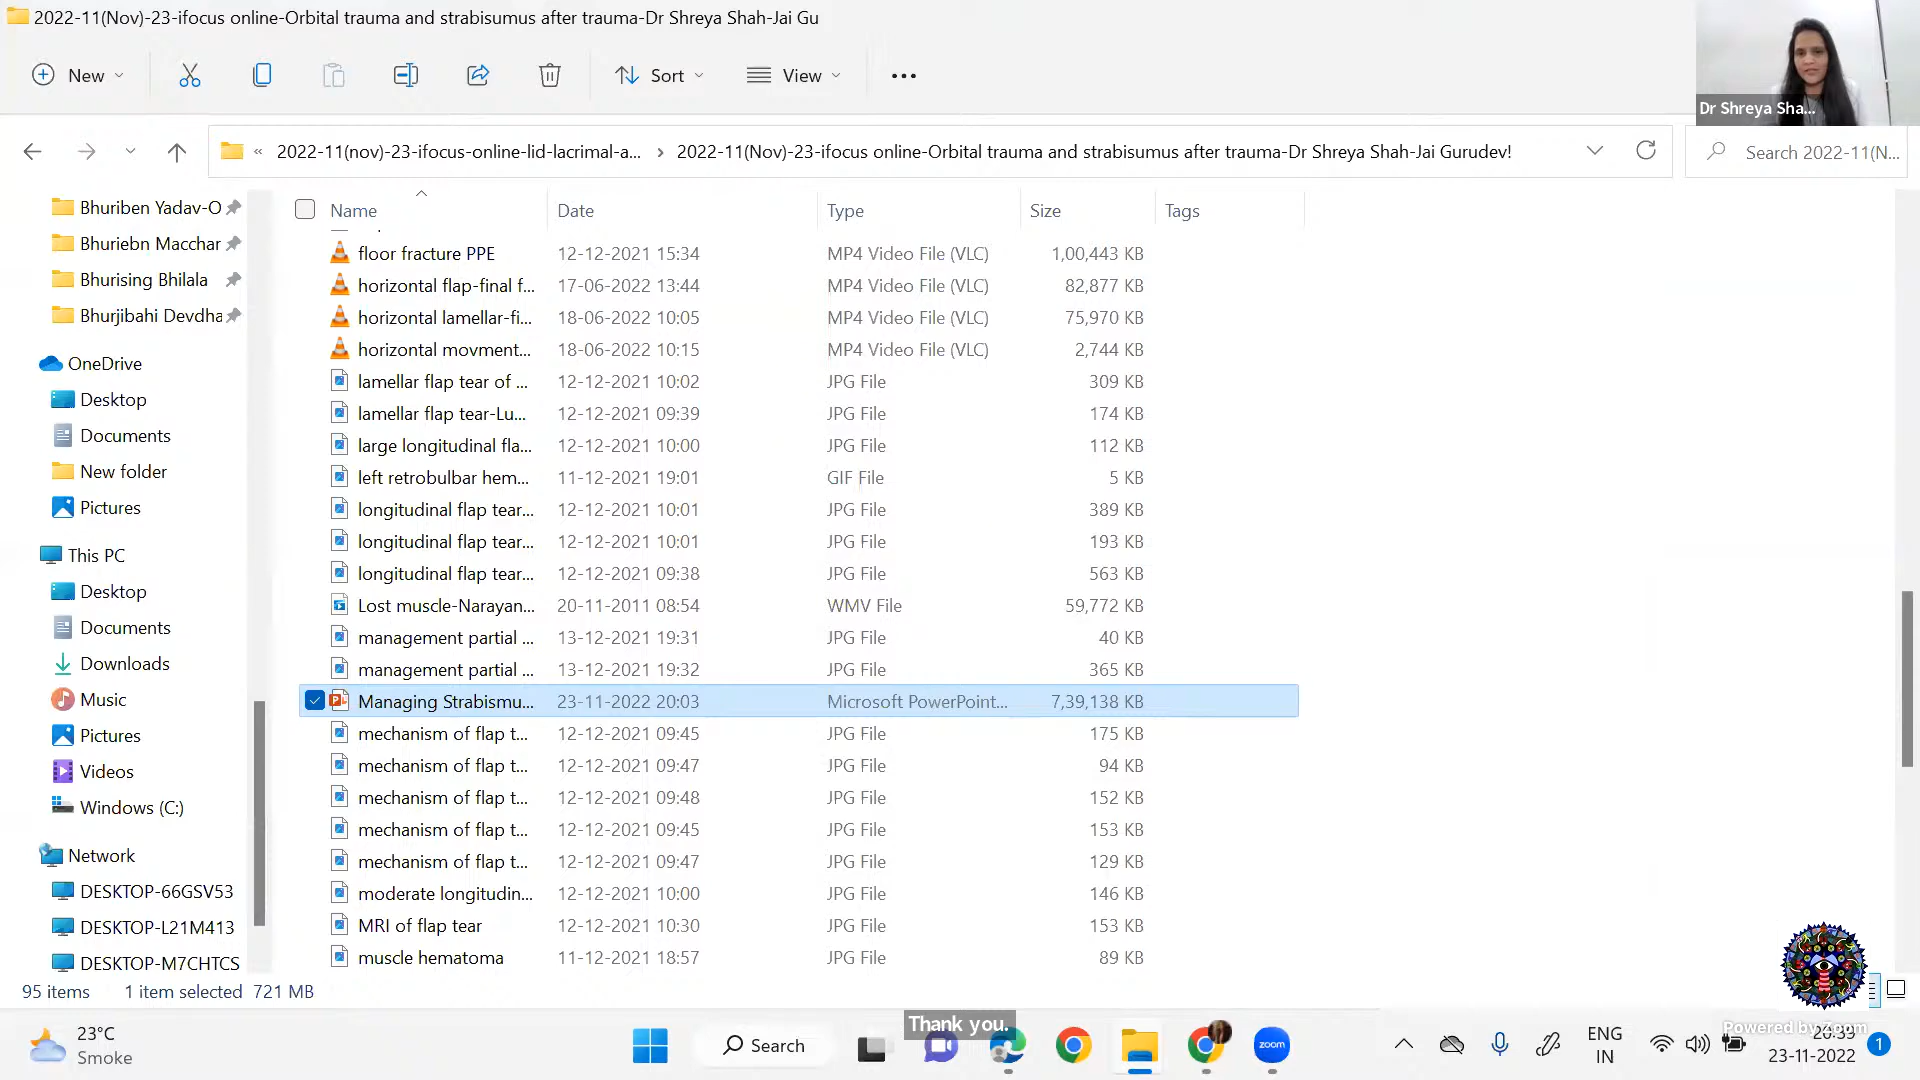 2022-11(Nov)-23-ifocus online-Orbital trauma and strabisumus after trauma-Dr Shreya Shah-Jai Gu
New
Sort
View
Dr Shreya Sha...
« 2022-11(nov)-23-ifocus-online-lid-lacrimal-a... › 2022-11(Nov)-23-ifocus online-Orbital trauma and strabisumus after trauma-Dr Shreya Shah-Jai Gurudev!
Search 2022-11(N...
Bhuriben Yadav-O
Bhuriebn Macchar
Bhurising Bhilala
Bhurjibahi Devdha
OneDrive
Desktop
Documents
New folder
Pictures
This PC
Desktop
Documents
Downloads
Music
Pictures
Videos
Windows (C:)
Network
DESKTOP-66GSV53
DESKTOP-L21M413
DESKTOP-M7CHTCS
Name Date Type Size Tags
floor fracture PPE 12-12-2021 15:34 MP4 Video File (VLC) 1,00,443 KB
horizontal flap-final f... 17-06-2022 13:44 MP4 Video File (VLC) 82,877 KB
horizontal lamellar-fi... 18-06-2022 10:05 MP4 Video File (VLC) 75,970 KB
horizontal movment... 18-06-2022 10:15 MP4 Video File (VLC) 2,744 KB
lamellar flap tear of ... 12-12-2021 10:02 JPG File 309 KB
lamellar flap tear-Lu... 12-12-2021 09:39 JPG File 174 KB
large longitudinal fla... 12-12-2021 10:00 JPG File 112 KB
left retrobulbar hem... 11-12-2021 19:01 GIF File 5 KB
longitudinal flap tear... 12-12-2021 10:01 JPG File 389 KB
longitudinal flap tear... 12-12-2021 10:01 JPG File 193 KB
longitudinal flap tear... 12-12-2021 09:38 JPG File 563 KB
Lost muscle-Narayan... 20-11-2011 08:54 WMV File 59,772 KB
management partial ... 13-12-2021 19:31 JPG File 40 KB
management partial ... 13-12-2021 19:32 JPG File 365 KB
Managing Strabismu... 23-11-2022 20:03 Microsoft PowerPoint... 7,39,138 KB
mechanism of flap t... 12-12-2021 09:45 JPG File 175 KB
mechanism of flap t... 12-12-2021 09:47 JPG File 94 KB
mechanism of flap t... 12-12-2021 09:48 JPG File 152 KB
mechanism of flap t... 12-12-2021 09:45 JPG File 153 KB
mechanism of flap t... 12-12-2021 09:47 JPG File 129 KB
moderate longitudin... 12-12-2021 10:00 JPG File 146 KB
MRI of flap tear 12-12-2021 10:30 JPG File 153 KB
muscle hematoma 11-12-2021 18:57 JPG File 89 KB
95 items 1 item selected 721 MB
Thank you.
23°C
Smoke
Search
zoom
ENG
IN
Powered by Zoom
23-11-2022
1